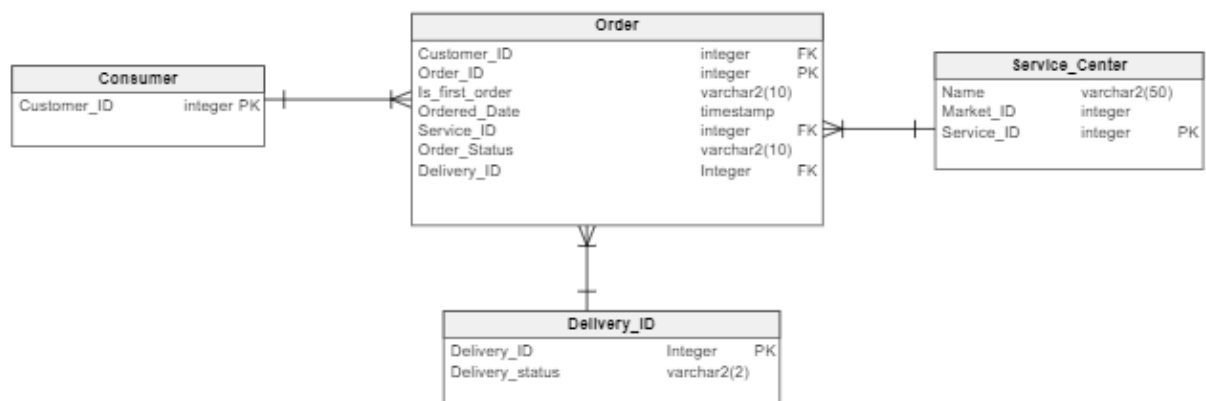 Order
Customer_ID integer FK
Order_ID integer PK
Is_first_order varchar2(10)
Ordered_Date timestamp
Service_ID integer FK
Order_Status varchar2(10)
Delivery_ID Integer FK
Consumer
Customer_ID integer PK
Service_Center
Name varchar2(50)
Market_ID integer
Service_ID integer PK
Delivery_ID
Delivery_ID Integer PK
Delivery_status varchar2(2)